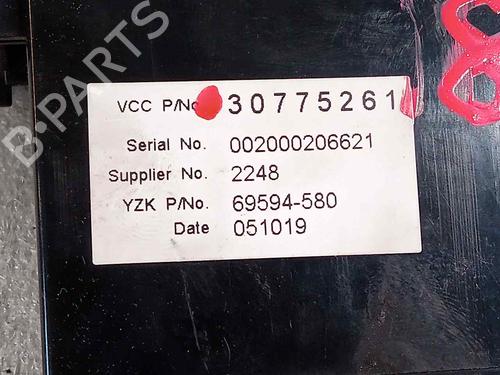 B-PARTS
VCC P/No. 30775261
Serial No. 002000206621
Supplier No. 2248
YZK P/No. 69594-580
Date 051019